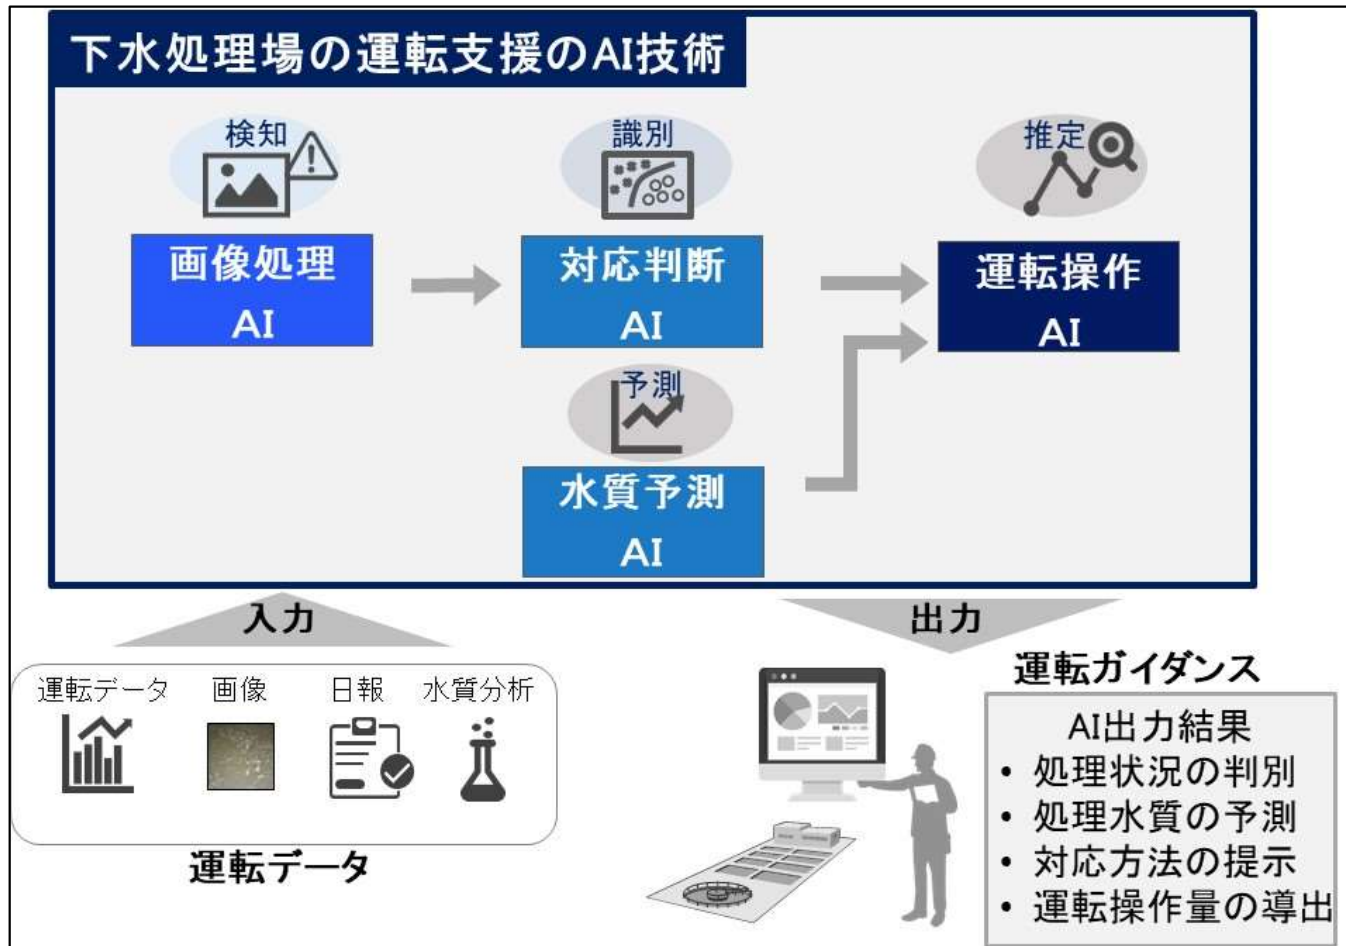 下水処理場の運転支援のAI技術
検知
識別
推定
画像処理
AI
対応判断
AI
運転操作
AI
予測
水質予測
AI
入力
出力
運転データ
画像
日報
水質分析
運転データ
運転ガイダンス
AI出力結果
• 処理状況の判別
• 処理水質の予測
• 対応方法の提示
• 運転操作量の導出